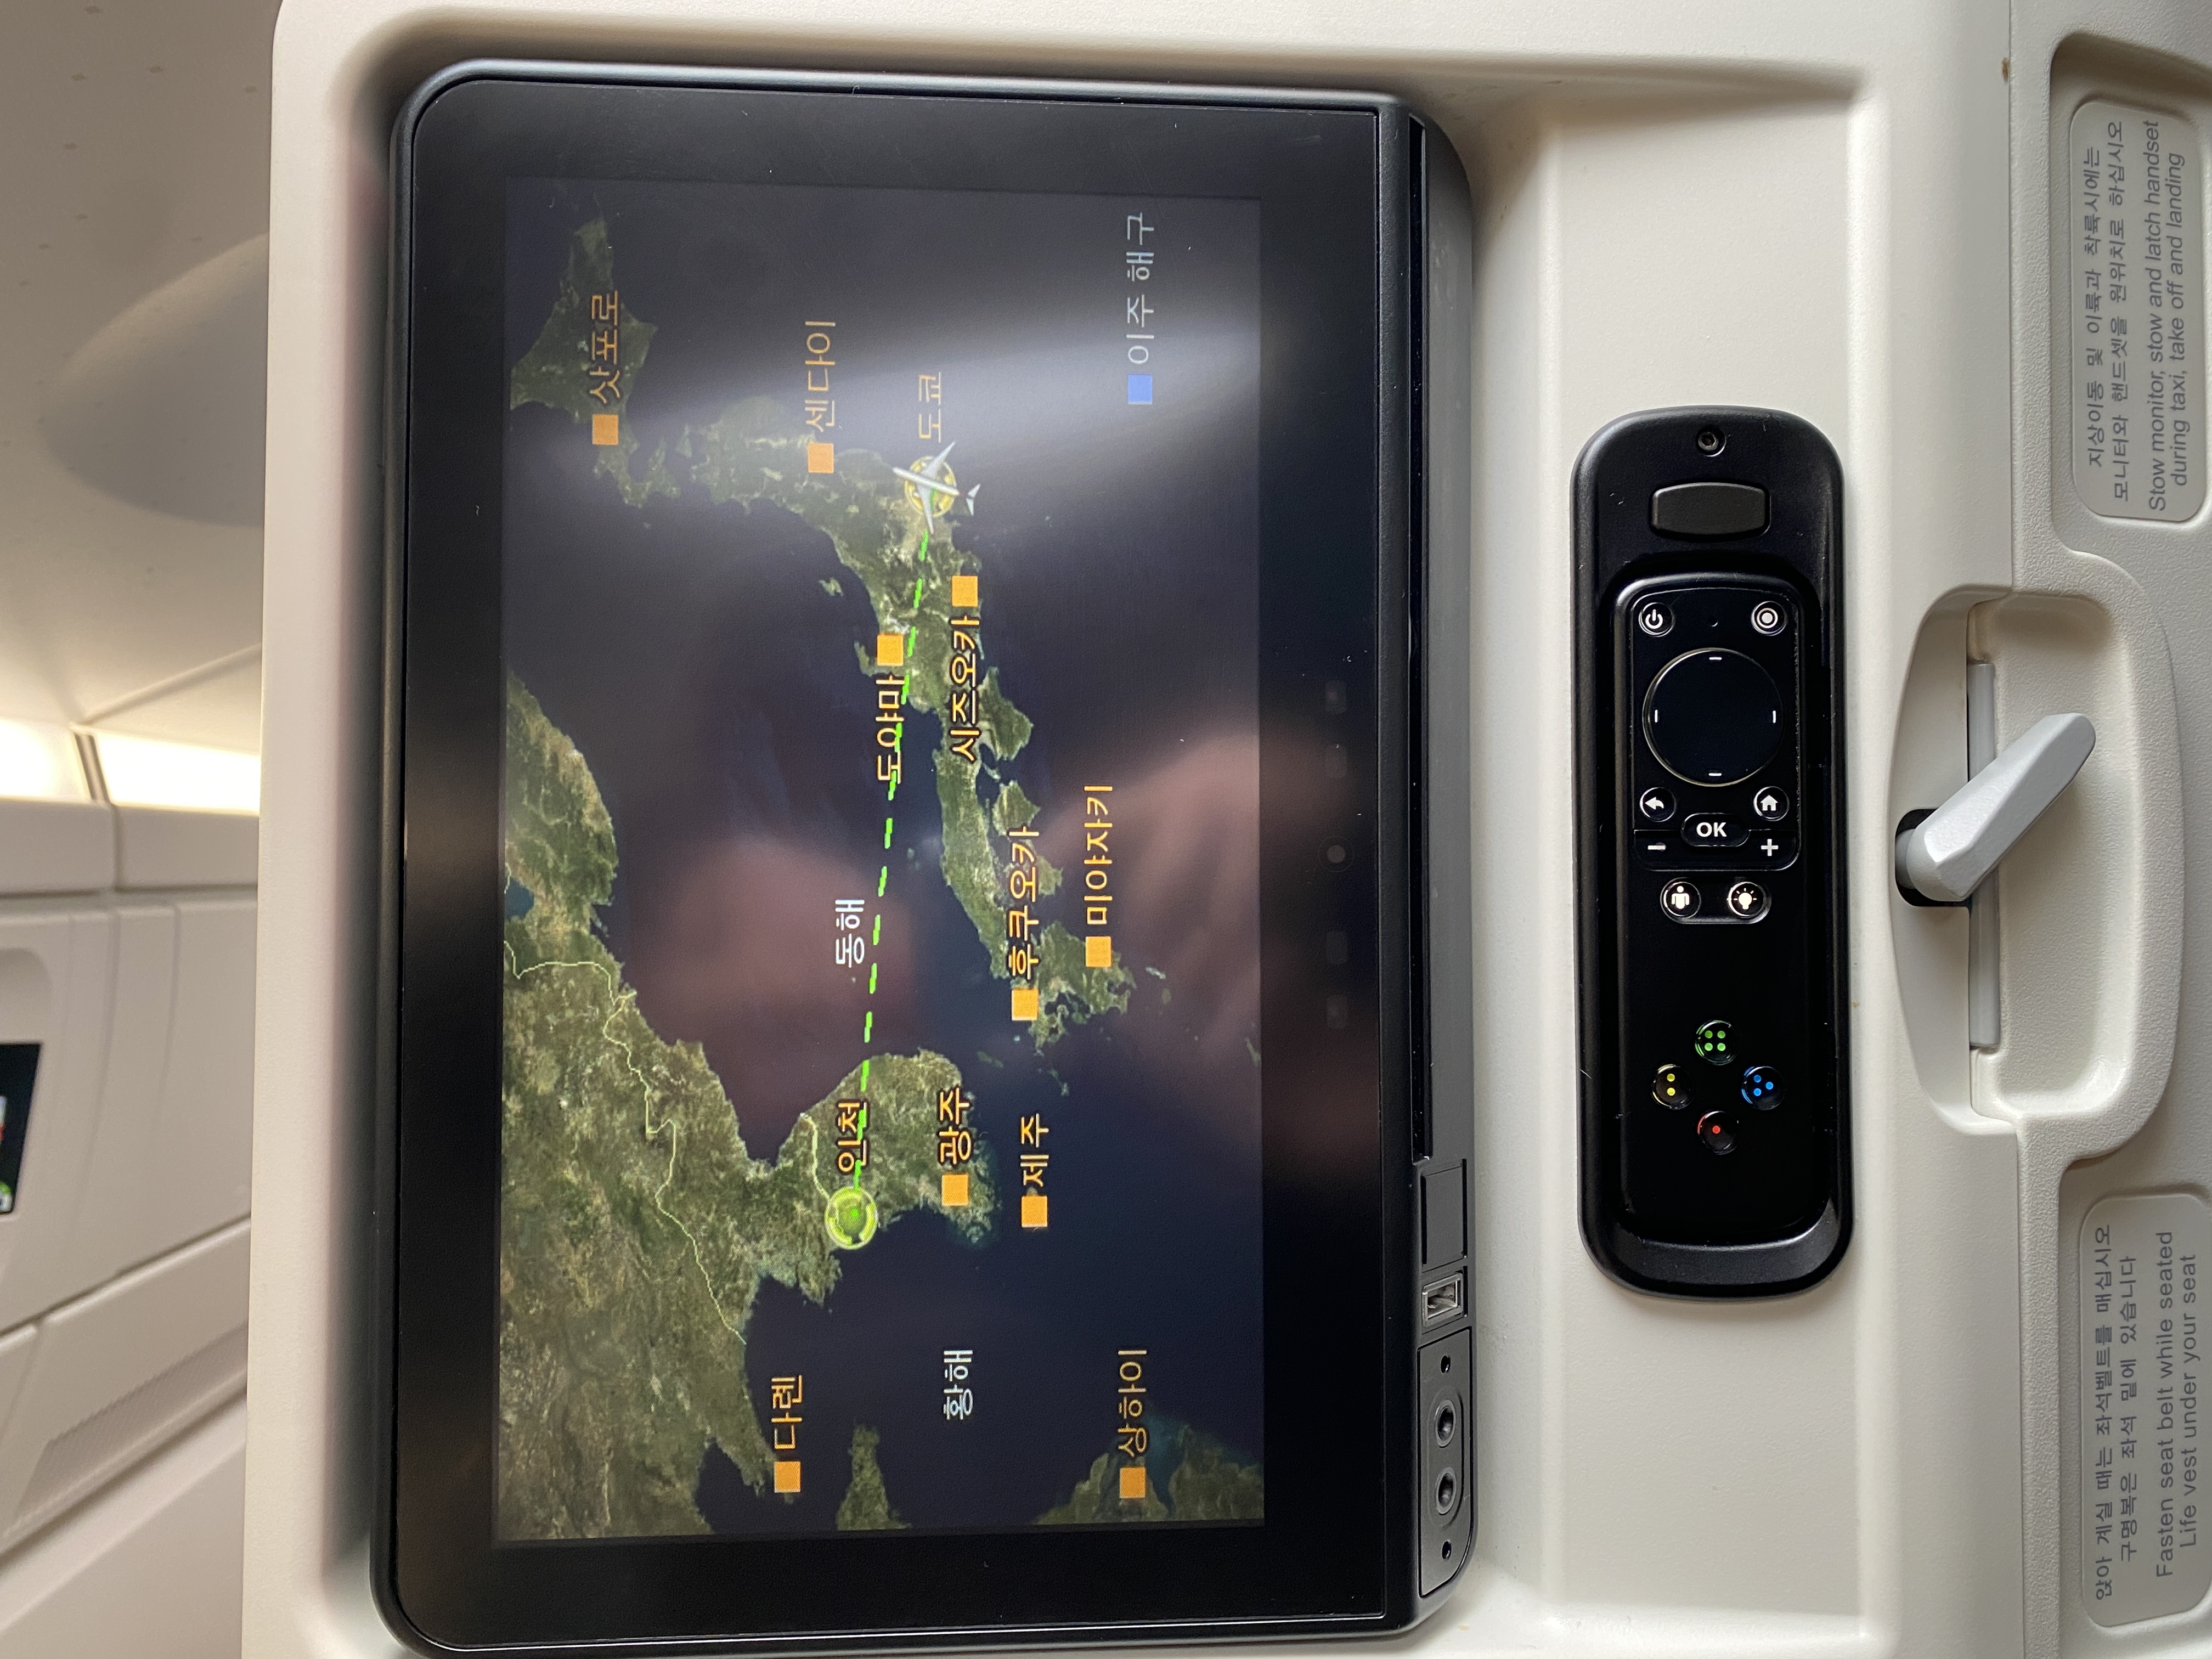 삿포로
다롄
센다이
인천
동해
도야마
도쿄
광주
황해
시즈오카
제주
후쿠오카
미야자키
상하이
이주 해구
OK
앉아 계실 때는 좌석벨트를 매십시오
구명복은 좌석 밑에 있습니다
Fasten seat belt while seated
Life vest under your seat
지상이동 및 이륙과 착륙시에는
모니터와 핸드셋을 원위치로 하십시오
Stow monitor, stow and latch handset
during taxi, take off and landing